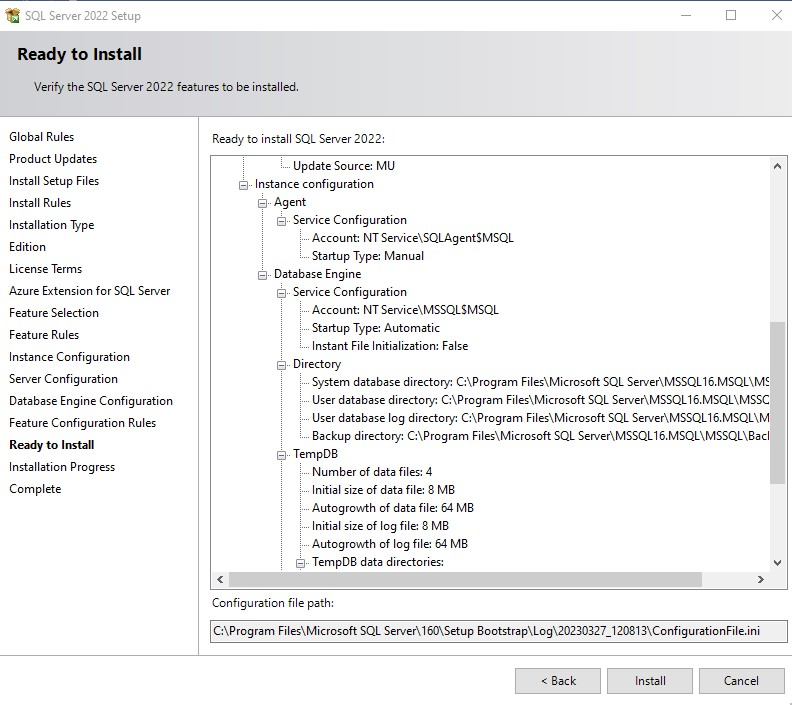 SQL Server 2022 Setup
Ready to Install
Verify the SQL Server 2022 features to be installed.
Global Rules
Product Updates
Install Setup Files
Install Rules
Installation Type
Edition
License Terms
Azure Extension for SQL Server
Feature Selection
Feature Rules
Instance Configuration
Server Configuration
Database Engine Configuration
Feature Configuration Rules
Ready to Install
Installation Progress
Complete
Ready to install SQL Server 2022:
Update Source: MU
Instance configuration
Agent
Service Configuration
Account: NT Service\SQLAgent$MSQL
Startup Type: Manual
Database Engine
Service Configuration
Account: NT Service\MSSQL$MSQL
Startup Type: Automatic
Instant File Initialization: False
Directory
System database directory: C:\Program Files\Microsoft SQL Server\MSSQL16.MSQL\MS
User database directory: C:\Program Files\Microsoft SQL Server\MSSQL16.MSQL\MSSQ
User database log directory: C:\Program Files\Microsoft SQL Server\MSSQL16.MSQL\M
Backup directory: C:\Program Files\Microsoft SQL Server\MSSQL16.MSQL\MSSQL\Bac
TempDB
Number of data files: 4
Initial size of data file: 8 MB
Autogrowth of data file: 64 MB
Initial size of log file: 8 MB
Autogrowth of log file: 64 MB
TempDB data directories:
Configuration file path:
C:\Program Files\Microsoft SQL Server\160\Setup Bootstrap\Log\20230327_120813\ConfigurationFile.ini
< Back
Install
Cancel